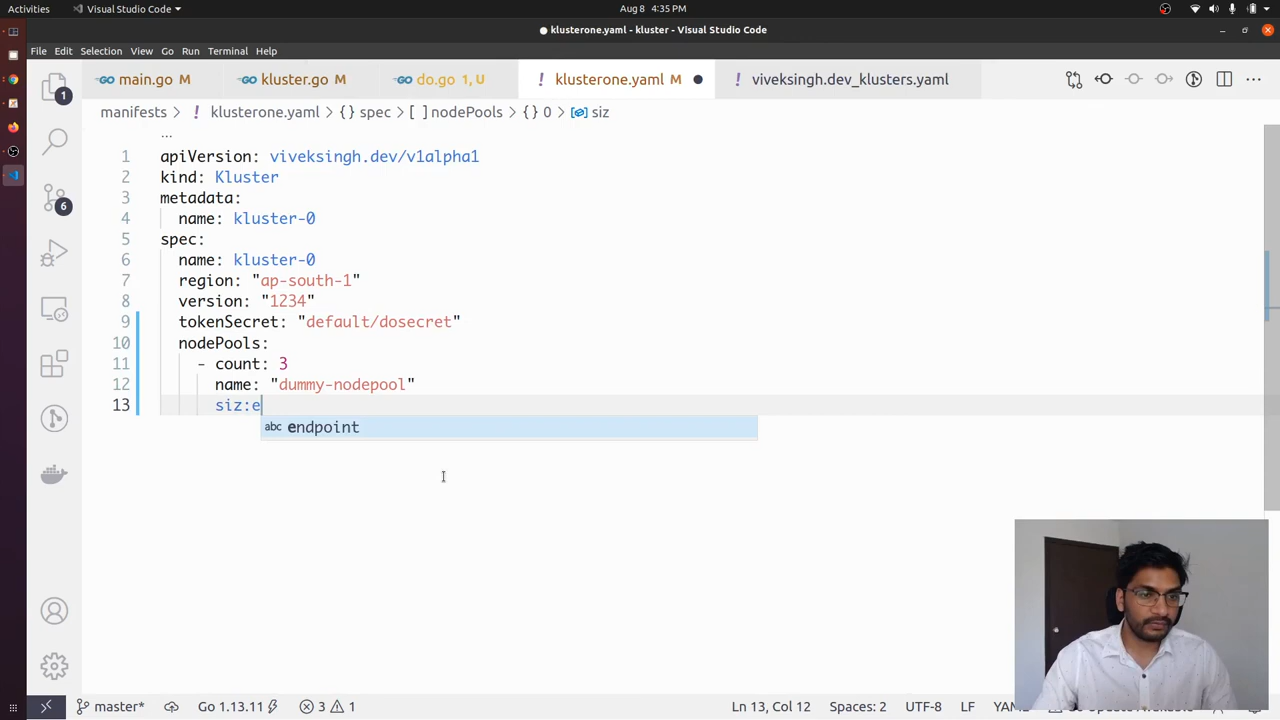 Activities
Visual Studio Code
Aug 8 4:35 PM
klusterone.yaml - kluster - Visual Studio Code
File Edit Selection View Go Run Terminal Help
main.go M
kluster.go M
do.go 1, U
! klusterone.yaml M
! viveksingh.dev_klusters.yaml
manifests > ! klusterone.yaml > {} spec > [ ] nodePools > {} 0 > siz
...
1 apiVersion: viveksingh.dev/v1alpha1
2 kind: Kluster
3 metadata:
4 name: kluster-0
5 spec:
6 name: kluster-0
7 region: "ap-south-1"
8 version: "1234"
9 tokenSecret: "default/dosecret"
10 nodePools:
11 - count: 3
12 name: "dummy-nodepool"
13 siz:e
abc endpoint
1
6
master* Go 1.13.11 3 1 Ln 13, Col 12 Spaces: 2 UTF-8 LF